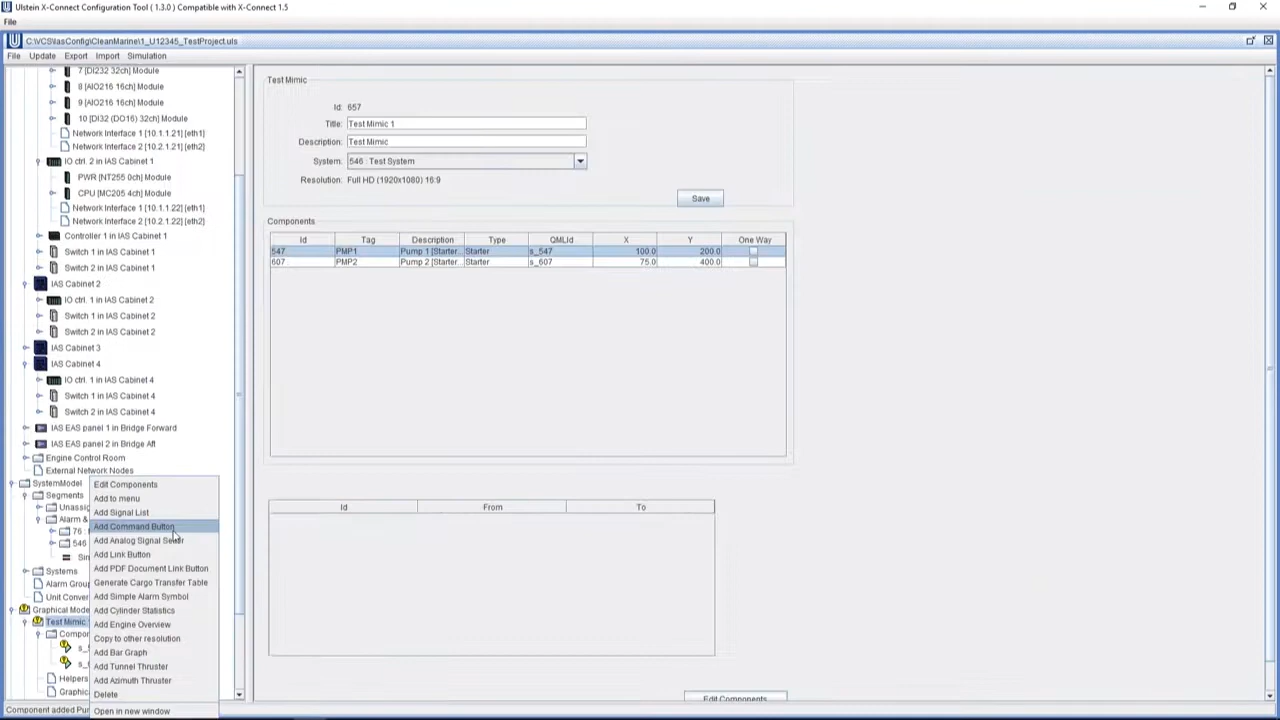 Ulstein X-Connect Configuration Tool ( 1.3.0 ) Compatible with X-Connect 1.5
File
C:\VCS\IasConfig\CleanMarine\1_U12345_TestProject.uls
File Update Export Import Simulation
7 [DI232 32ch] Module
8 [AIO216 16ch] Module
9 [AIO216 16ch] Module
10 [DI32 (DO16) 32ch] Module
Network Interface 1 [10.1.1.21] [eth1]
Network Interface 2 [10.2.1.21] [eth2]
IO ctrl. 2 in IAS Cabinet 1
PWR [NT255 0ch] Module
CPU [MC205 4ch] Module
Network Interface 1 [10.1.1.22] [eth1]
Network Interface 2 [10.2.1.22] [eth2]
Controller 1 in IAS Cabinet 1
Switch 1 in IAS Cabinet 1
Switch 2 in IAS Cabinet 1
IAS Cabinet 2
IO ctrl. 1 in IAS Cabinet 2
Switch 1 in IAS Cabinet 2
Switch 2 in IAS Cabinet 2
IAS Cabinet 3
IAS Cabinet 4
IO ctrl. 1 in IAS Cabinet 4
Switch 1 in IAS Cabinet 4
Switch 2 in IAS Cabinet 4
IAS EAS panel 1 in Bridge Forward
IAS EAS panel 2 in Bridge Aft
Engine Control Room
External Network Nodes
SystemModel
Segments
Alarm &
76 :
546
Systems
Graphical Mode
Test Mimic
Helpers
Component added
Edit Components
Add to menu
Add Signal List
Add Command Button
Add Analog Signal
Add Link Button
Add PDF Document Link Button
Generate Cargo Transfer Table
Add Simple Alarm Symbol
Add Cylinder Statistics
Add Engine Overview
Copy to other resolution
Add Bar Graph
Add Tunnel Thruster
Add Azimuth Thruster
Delete
Open in new window
Test Mimic
Id: 657
Title: Test Mimic 1
Description: Test Mimic
System: 546 Test System
Resolution: Full HD (1920x1080) 16:9
Save
Components
Id Tag Description Type QMLId X Y One Way
547 PMP1 Pump 1 [Starter... Starter s_547 100.0 200.0
607 PMP2 Pump 2 [Starter... Starter s_607 75.0 400.0
Id From To
Edit Components